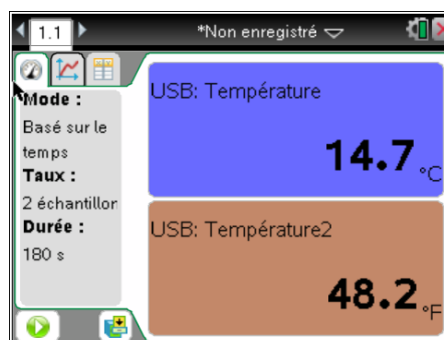 1.1
*Non enregistré
Mode :
Basé sur le
temps
Taux :
2 échantillor
Durée :
180 s
USB: Température
14.7 °C
USB: Température2
48.2 °F